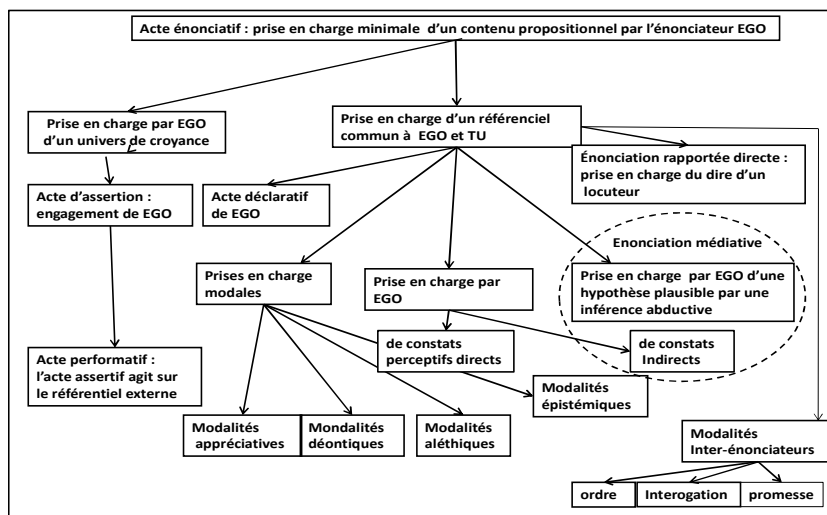 Acte énonciatif : prise en charge minimale d'un contenu propositionnel par l'énonciateur EGO
Prise en charge par EGO
d'un univers de croyance
Prise en charge d'un référenciel
commun à EGO et TU
Énonciation rapportée directe :
prise en charge du dire d'un
locuteur
Acte d'assertion :
engagement de EGO
Acte déclaratif
de EGO
Enonciation médiative
Prises en charge
modales
Prise en charge par
EGO
Prise en charge par EGO d'une
hypothèse plausible par une
inférence abductive
de constats
perceptifs directs
de constats
Indirects
Acte performatif :
l'acte assertif agit sur
le référentiel externe
Modalités
épistémiques
Modalités
appréciatives
Mondalités
déontiques
Modalités
aléthiques
Modalités
Inter-énonciateurs
ordre
Interogation
promesse